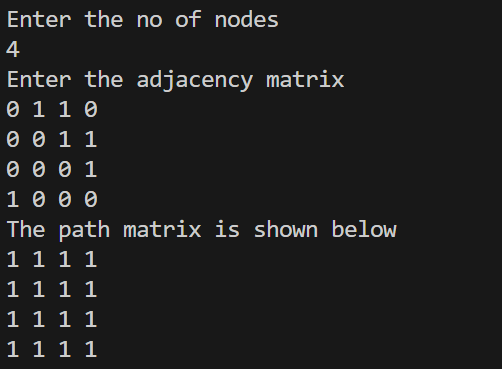 Enter the no of nodes
4
Enter the adjacency matrix
0 1 1 0
0 0 1 1
0 0 0 1
1 0 0 0
The path matrix is shown below
1 1 1 1
1 1 1 1
1 1 1 1
1 1 1 1